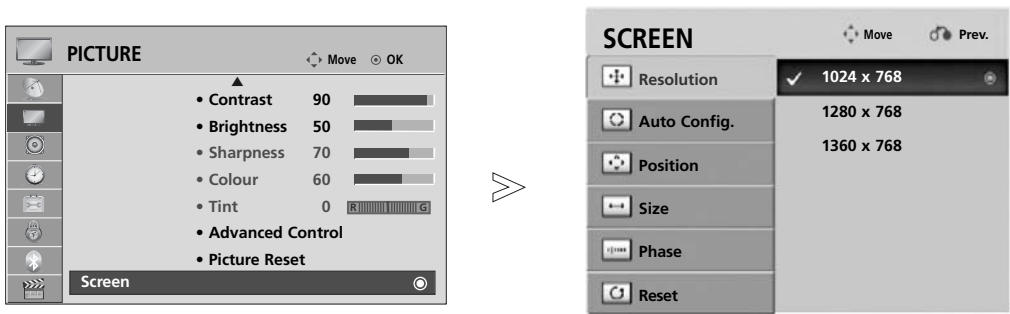 PICTURE
Move
OK
• Contrast 90
• Brightness 50
• Sharpness 70
• Colour 60
• Tint 0 R G
• Advanced Control
• Picture Reset
Screen
SCREEN
Move
Prev.
Resolution
Auto Config.
Position
Size
Phase
Reset
1024 x 768
1280 x 768
1360 x 768